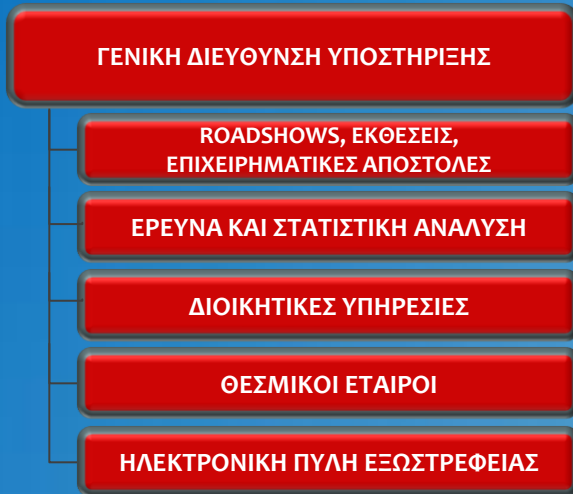 ΓΕΝΙΚΗ ΔΙΕΥΘΥΝΣΗ ΥΠΟΣΤΗΡΙΞΗΣ
ROADSHOWS, ΕΚΘΕΣΕΙΣ,
ΕΠΙΧΕΙΡΗΜΑΤΙΚΕΣ ΑΠΟΣΤΟΛΕΣ
ΕΡΕΥΝΑ ΚΑΙ ΣΤΑΤΙΣΤΙΚΗ ΑΝΑΛΥΣΗ
ΔΙΟΙΚΗΤΙΚΕΣ ΥΠΗΡΕΣΙΕΣ
ΘΕΣΜΙΚΟΙ ΕΤΑΙΡΟΙ
ΗΛΕΚΤΡΟΝΙΚΗ ΠΥΛΗ ΕΞΩΣΤΡΕΦΕΙΑΣ